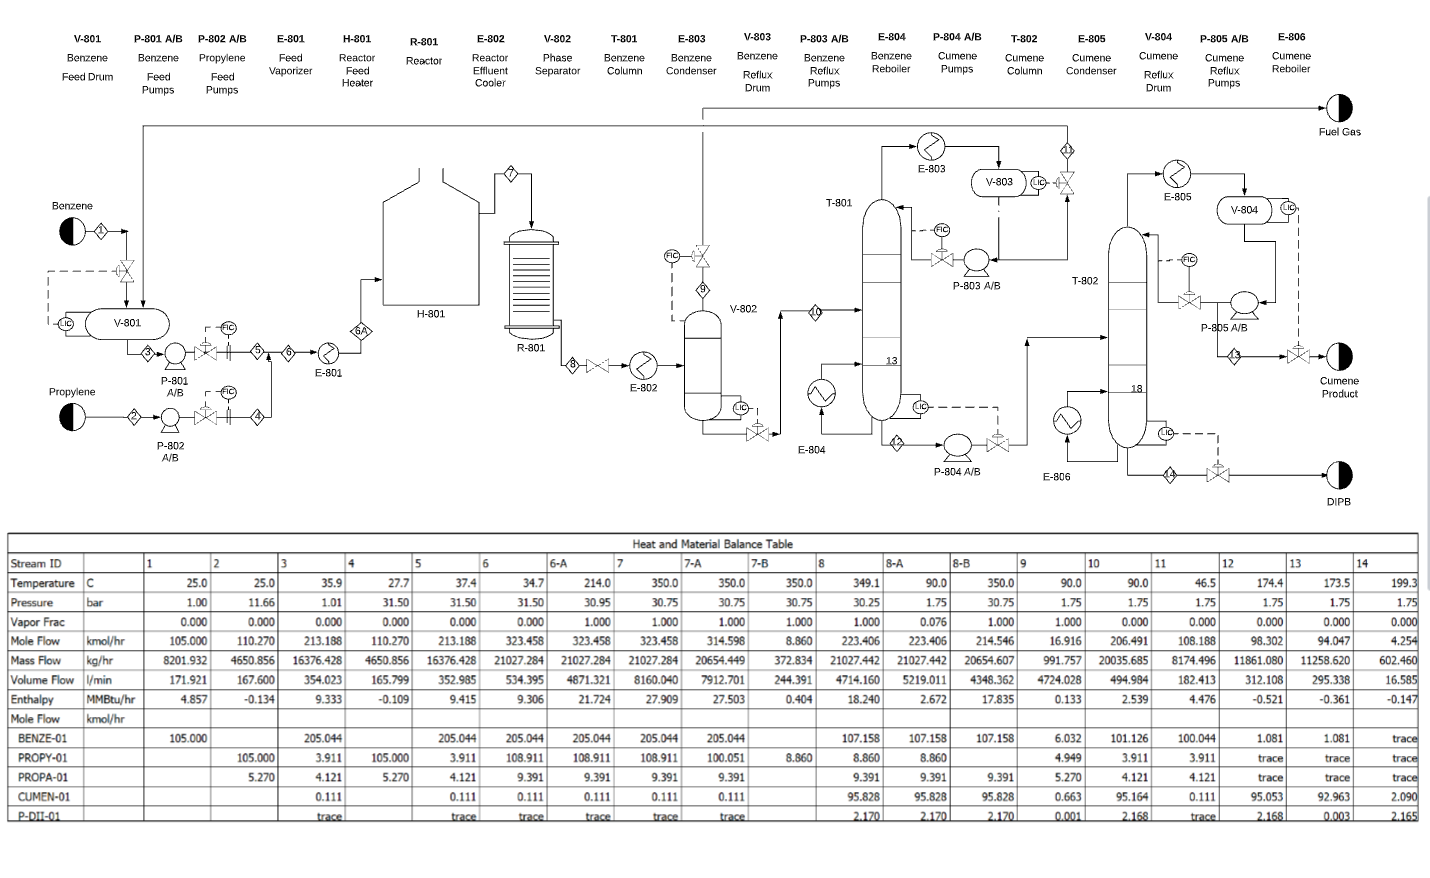 V-801 P-801 A/B P-802 A/B E-801 H-801 R-801 E-802 V-802 T-801 E-803 V-803 P-803 A/B E-804 P-804 A/B T-802 E-805 V-804 P-805 A/B E-806
Benzene Feed Drum
Benzene Feed Pumps
Propylene Feed Pumps
Feed Vaporizer
Reactor Feed Heater
Reactor
Reactor Effluent Cooler
Phase Separator
Benzene Column
Benzene Condenser
Benzene Reflux Drum
Benzene Reflux Pumps
Benzene Reboiler
Cumene Pumps
Cumene Column
Cumene Condenser
Cumene Reflux Drum
Cumene Reflux Pumps
Cumene Reboiler
Fuel Gas
11
E-803
7
V-803
LIC
E-805
T-801
V-804
LIC
Benzene
1
FIC
FIC
P-803 A/B
T-802
9
V-802
H-801
LIC
V-801
FIC
10
P-805 A/B
6A
R-801
3
5
6
E-801
8
E-802
13
13
P-801
A/B
Cumene
Product
Propylene
FIC
18
2
4
LIC
LIC
P-802
A/B
E-804
12
LIC
P-804 A/B
E-806
14
DIPB
Heat and Material Balance Table
Stream ID 1 2 3 4 5 6 6-A 7 7-A 7-B 8 8-A 8-B 9 10 11 12 13 14
Temperature C 25.0 25.0 35.9 27.7 37.4 34.7 214.0 350.0 350.0 350.0 349.1 90.0 350.0 90.0 90.0 46.5 174.4 173.5 199.3
Pressure bar 1.00 11.66 1.01 31.50 31.50 31.50 30.95 30.75 30.75 30.75 30.25 1.75 30.75 1.75 1.75 1.75 1.75 1.75 1.75
Vapor Frac 0.000 0.000 0.000 0.000 0.000 0.000 1.000 1.000 1.000 1.000 1.000 0.076 1.000 1.000 0.000 0.000 0.000 0.000 0.000
Mole Flow kmol/hr 105.000 110.270 213.188 110.270 213.188 323.458 323.458 323.458 314.598 8.860 223.406 223.406 214.546 16.916 206.491 108.188 98.302 94.047 4.254
Mass Flow kg/hr 8201.932 4650.856 16376.428 4650.856 16376.428 21027.284 21027.284 21027.284 20654.449 372.834 21027.442 21027.442 20654.607 991.757 20035.685 8174.496 11861.080 11258.620 602.460
Volume Flow l/min 171.921 167.600 354.023 165.799 352.985 534.395 4871.321 8160.040 7912.701 244.391 4714.160 5219.011 4348.362 4724.028 494.984 182.413 312.108 295.338 16.585
Enthalpy MMBtu/hr 4.857 -0.134 9.333 -0.109 9.415 9.306 21.724 27.909 27.503 0.404 18.240 2.672 17.835 0.133 2.539 4.476 -0.521 -0.361 -0.147
Mole Flow kmol/hr
BENZE-01 105.000 205.044 205.044 205.044 205.044 205.044 205.044 107.158 107.158 107.158 6.032 101.126 100.044 1.081 1.081 trace
PROPY-01 105.000 3.911 105.000 3.911 108.911 108.911 108.911 100.051 8.860 8.860 8.860 4.949 3.911 3.911 trace trace trace
PROPA-01 5.270 4.121 5.270 4.121 9.391 9.391 9.391 9.391 9.391 9.391 9.391 5.270 4.121 4.121 trace trace trace
CUMEN-01 0.111 0.111 0.111 0.111 0.111 0.111 95.828 95.828 95.828 0.663 95.164 0.111 95.053 92.963 2.090
P-DII-01 trace trace trace trace trace trace 2.170 2.170 2.170 0.001 2.168 trace 2.168 0.003 2.165